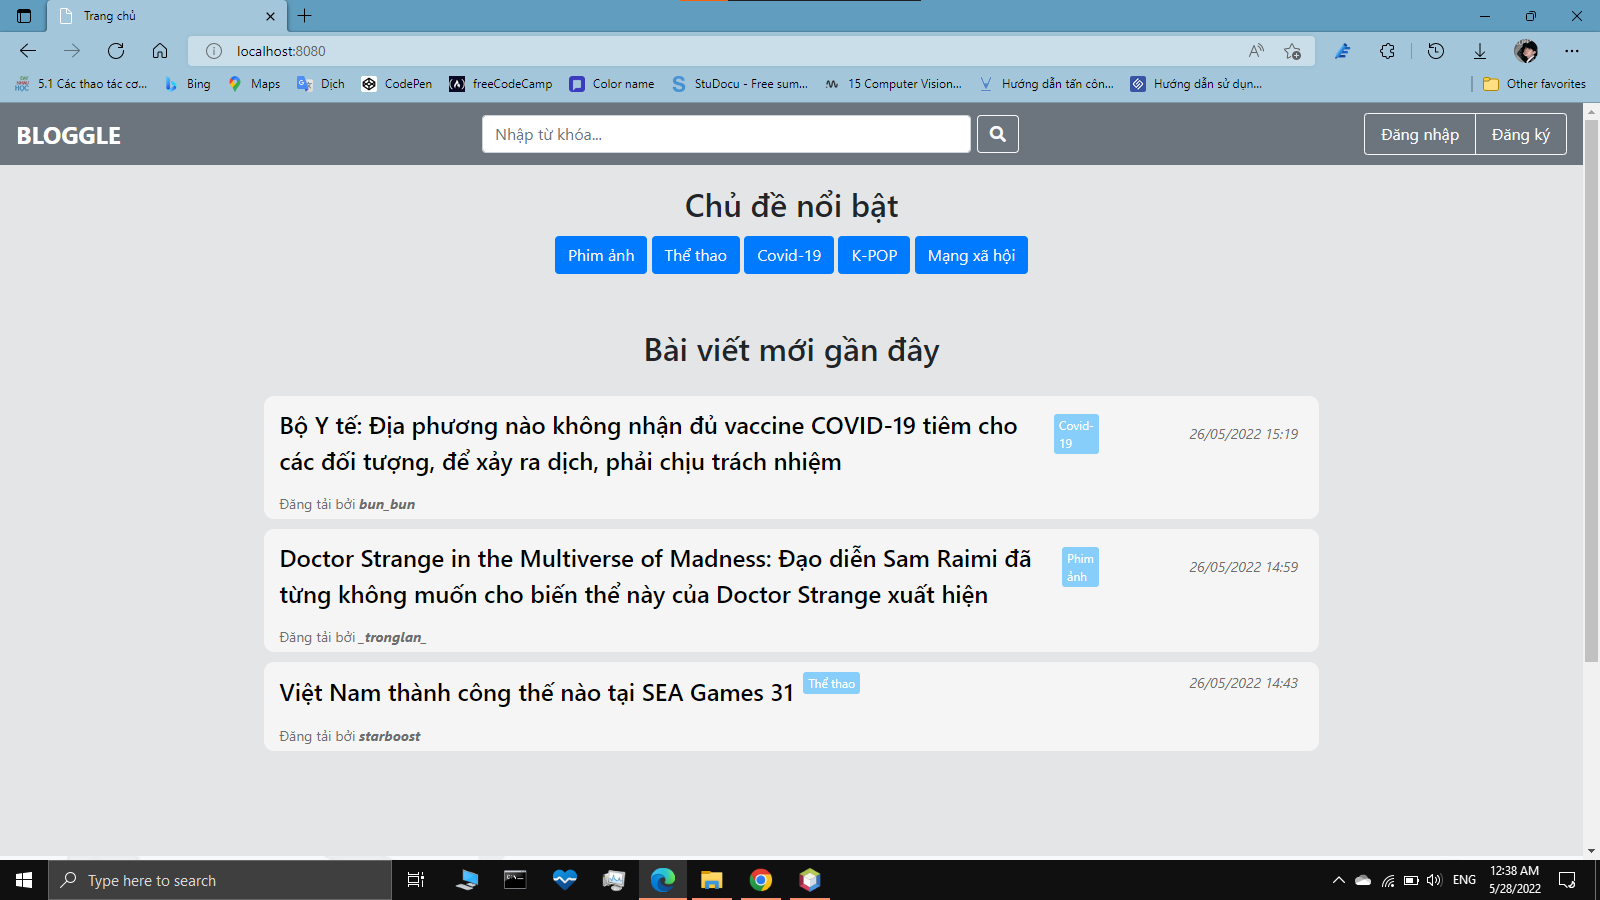 Trang chủ
localhost:8080
5.1 Các thao tác cơ... Bing Maps Dịch CodePen freeCodeCamp Color name StuDocu - Free sum... 15 Computer Vision... Hướng dẫn tấn côn... Hướng dẫn sử dụn... Other favorites
BLOGGLE Nhập từ khóa... Đăng nhập Đăng ký
Chủ đề nổi bật
Phim ảnh Thể thao Covid-19 K-POP Mạng xã hội
Bài viết mới gần đây
Bộ Y tế: Địa phương nào không nhận đủ vaccine COVID-19 tiêm cho
các đối tượng, để xảy ra dịch, phải chịu trách nhiệm
Covid-
19
26/05/2022 15:19
Đăng tải bởi bun_bun
Doctor Strange in the Multiverse of Madness: Đạo diễn Sam Raimi đã
từng không muốn cho biến thể này của Doctor Strange xuất hiện
Phim
ảnh
26/05/2022 14:59
Đăng tải bởi _tronglan_
Việt Nam thành công thế nào tại SEA Games 31 Thể thao 26/05/2022 14:43
Đăng tải bởi starboost
Type here to search
ENG
12:38 AM
5/28/2022